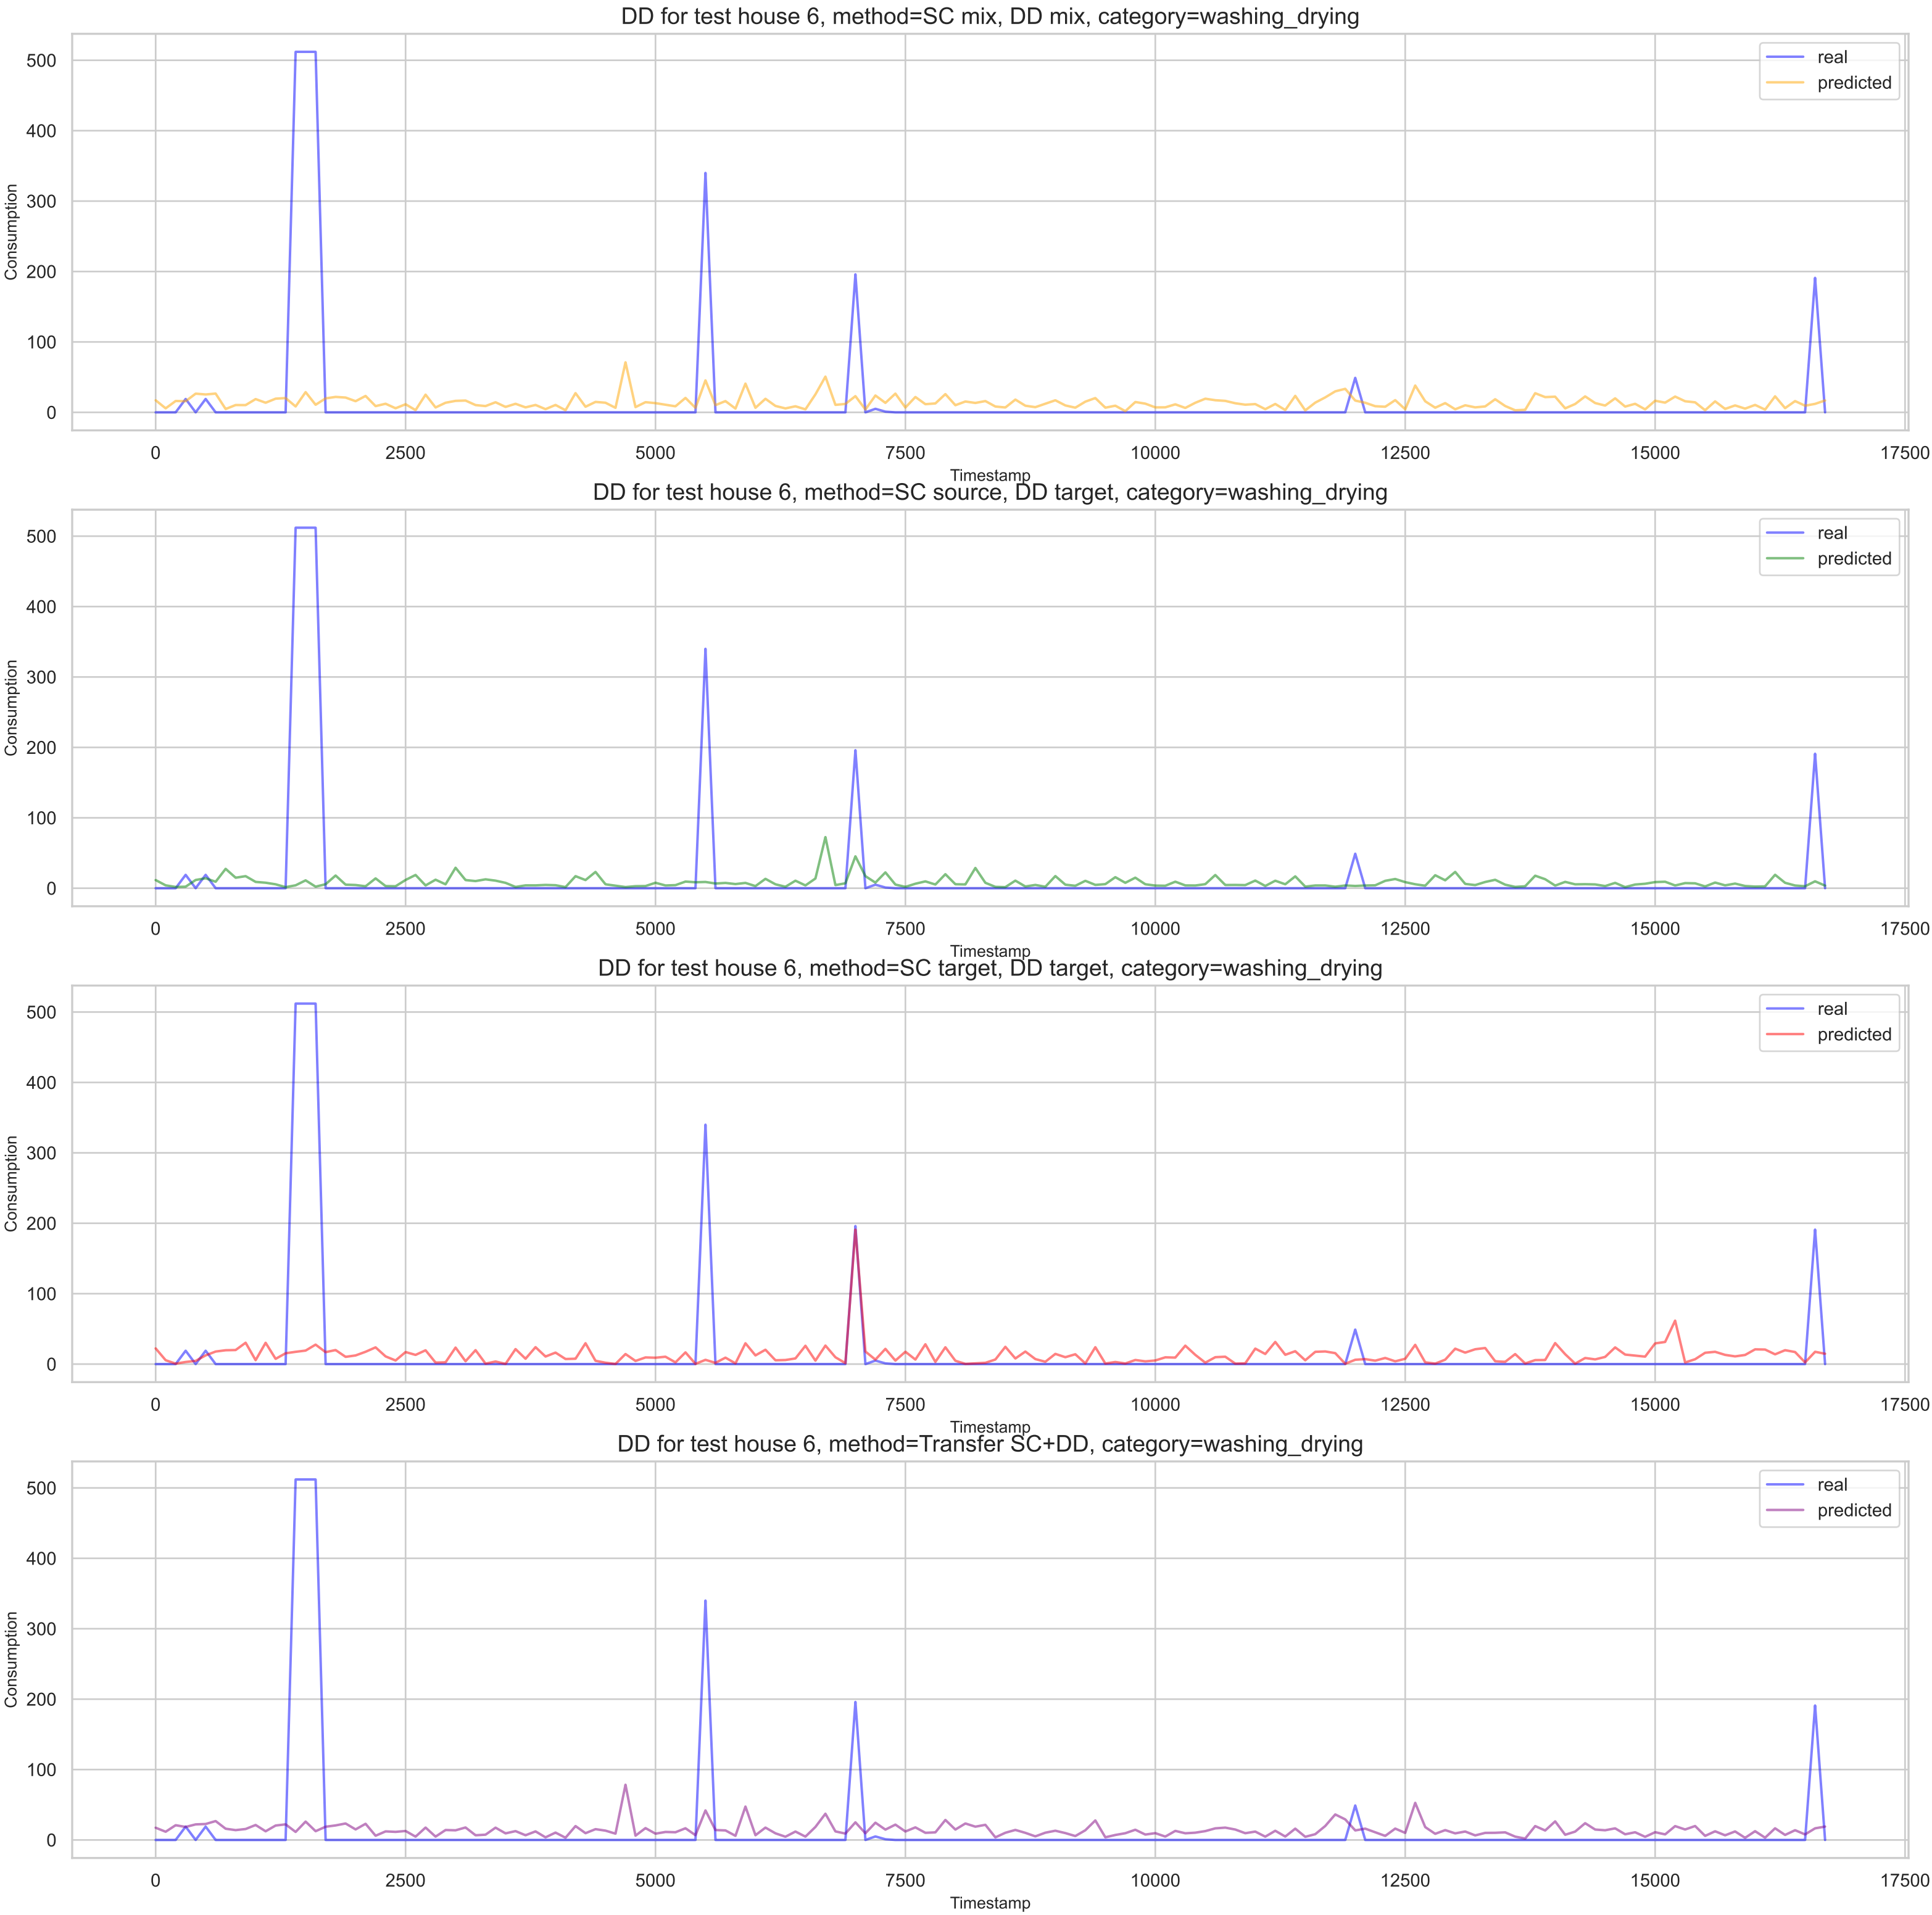 DD for test house 6, method=SC mix, DD mix, category=washing_drying
real
predicted
500
400
300
200
100
0
Consumption
0 2500 5000 7500 10000 12500 15000 17500
Timestamp
DD for test house 6, method=SC source, DD target, category=washing_drying
real
predicted
500
400
300
200
100
0
Consumption
0 2500 5000 7500 10000 12500 15000 17500
Timestamp
DD for test house 6, method=SC target, DD target, category=washing_drying
real
predicted
500
400
300
200
100
0
Consumption
0 2500 5000 7500 10000 12500 15000 17500
Timestamp
DD for test house 6, method=Transfer SC+DD, category=washing_drying
real
predicted
500
400
300
200
100
0
Consumption
0 2500 5000 7500 10000 12500 15000 17500
Timestamp